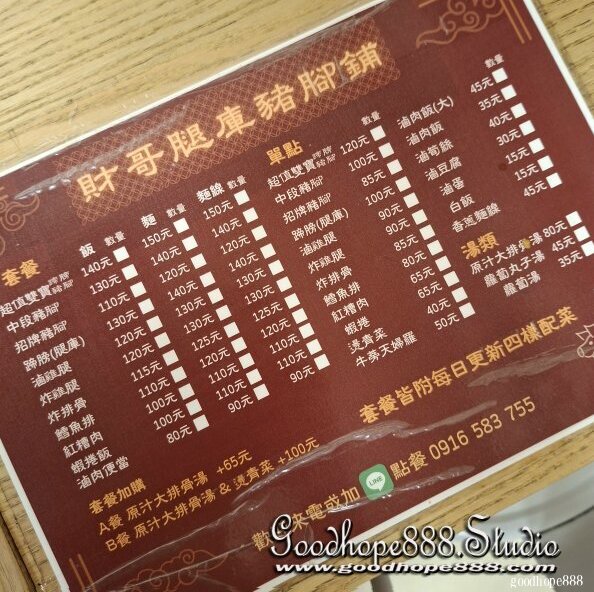 財哥腿庫豬腳鋪
套餐 飯 數量 麵 數量 麵線 數量
超值雙寶 蹄膀 豬腳 140元 150元 150元
中段豬腳 130元 140元 140元
招牌豬腳 110元 120元 120元
蹄膀(腿庫) 130元 140元 140元
滷雞腿 120元 130元 130元
炸雞腿 115元 125元 120元
炸排骨 110元 120元 120元
鱈魚排
紅糟肉 100元 110元 110元
蝦捲飯 100元 110元 110元
滷肉便當 80元 90元 90元
套餐加購
A餐 原汁大排骨湯 +65元
B餐 原汁大排骨湯 & 燙青菜 +100元
單點 數量
超值雙寶 蹄膀 豬腳 120元
中段豬腳 100元
招牌豬腳 85元
蹄膀(腿庫) 100元
滷雞腿 90元
炸雞腿 90元
炸排骨 85元
鱈魚排 80元
紅糟肉 65元
蝦捲 65元
燙青菜 40元
牛蒡天婦羅 50元
數量
滷肉飯(大) 45元
滷肉飯 35元
滷筍絲 40元
滷豆腐 30元
滷蛋 15元
白飯 15元
香蔥麵線 45元
湯類
原汁大排骨湯 80元
蘿蔔丸子湯 45元
蘿蔔湯 35元
套餐皆附每日更新四樣配菜
歡迎來電或加 LINE 點餐 0916 583 755
Goodhope888.Studio
www.goodhope888.com
goodhope888